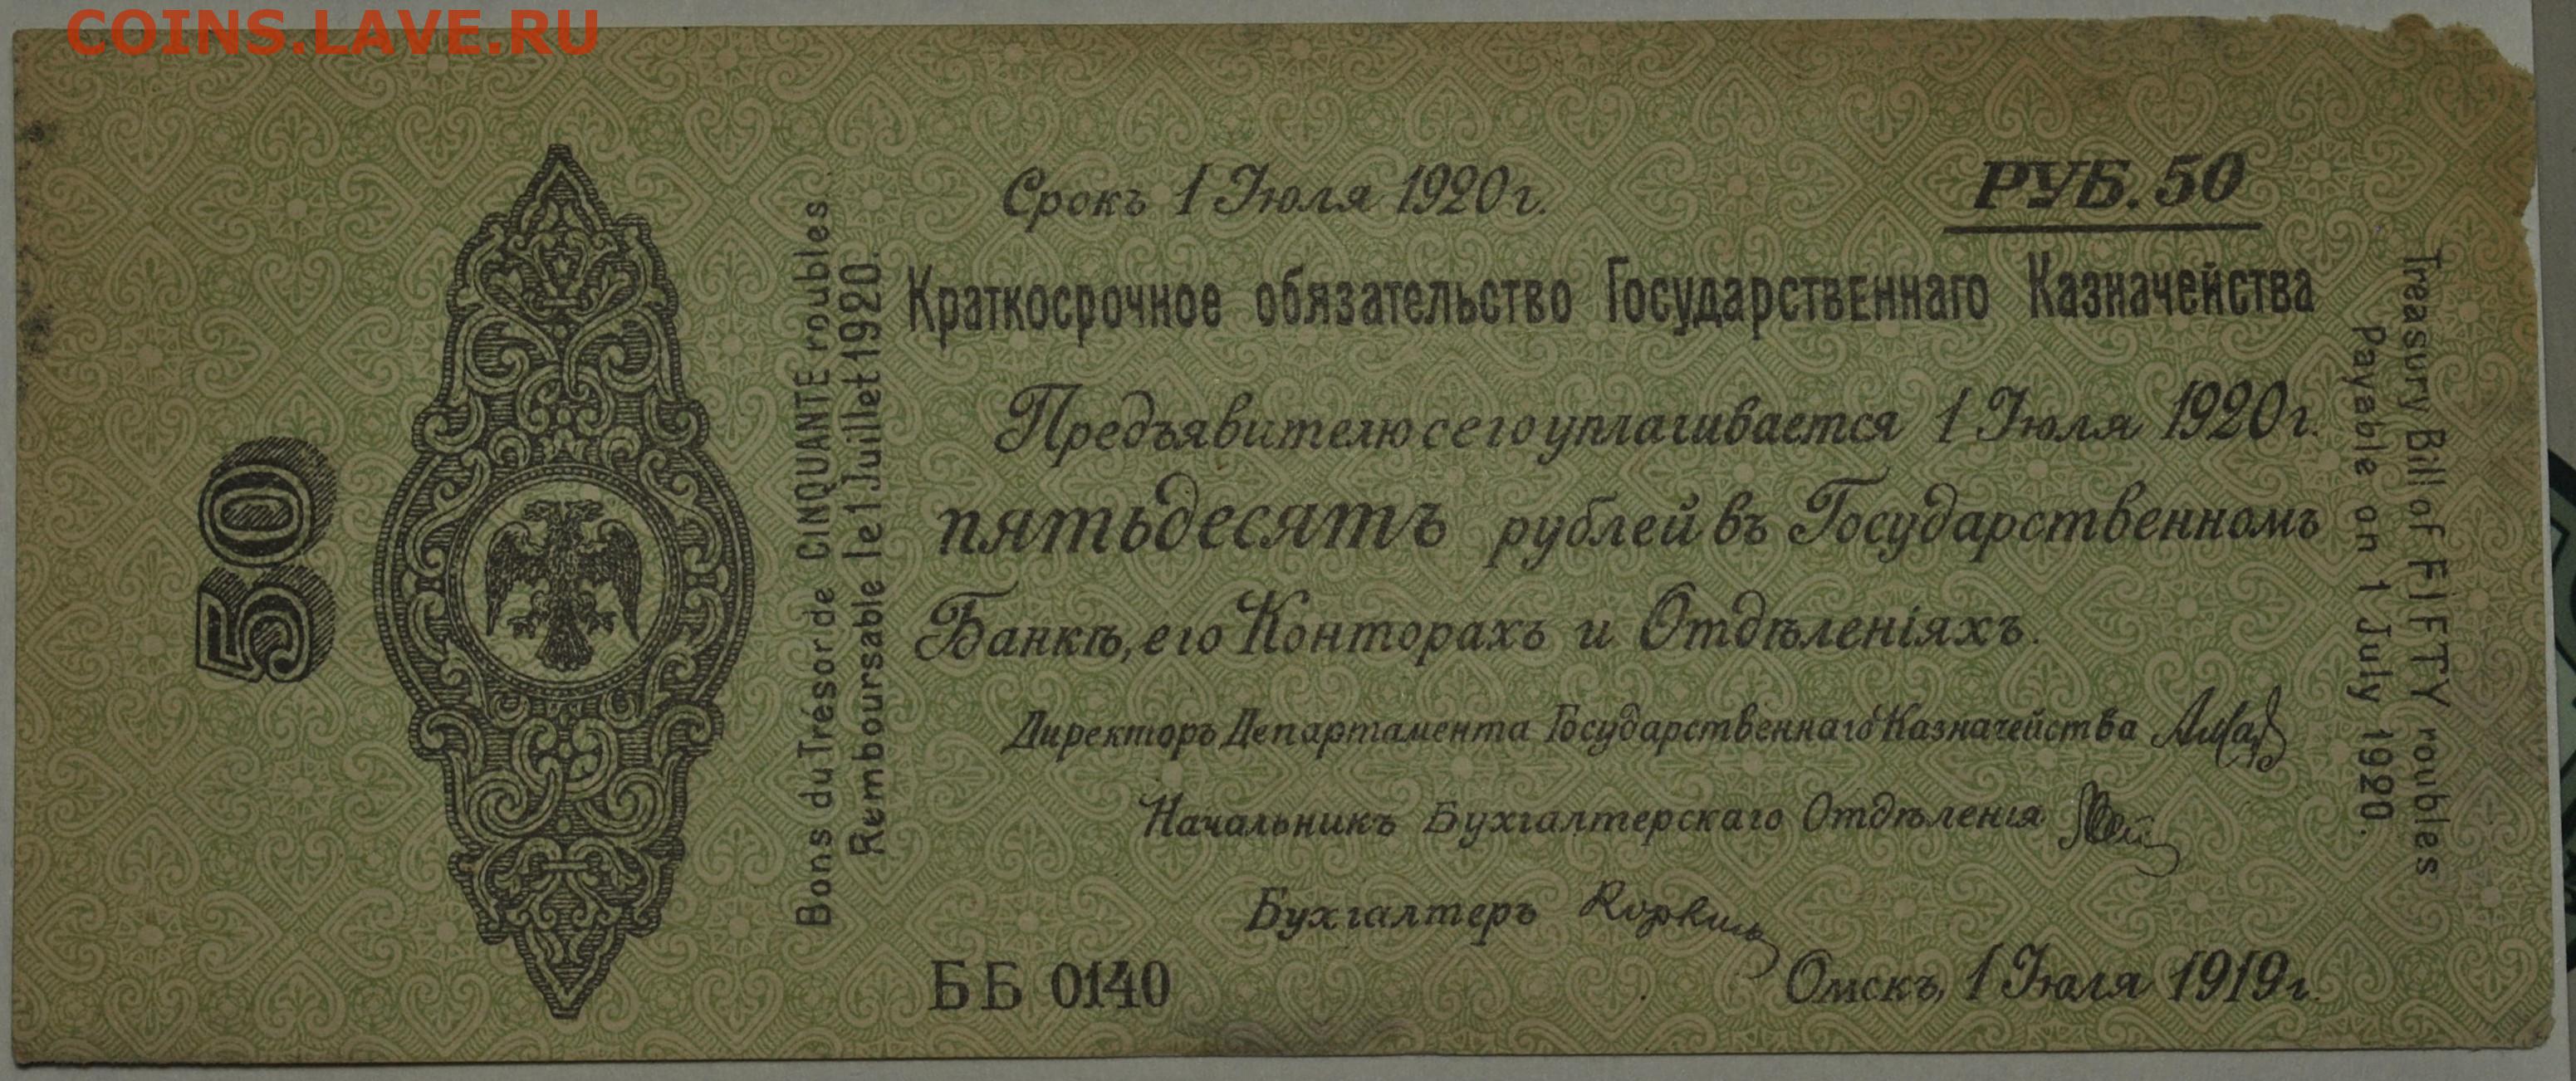 COINS.LAVE.RU
50
Bons du Trésor de CINQUANTE roubles.
Remboursable le 1 Juillet 1920.
Срокъ 1 Іюля 1920 г.
РУБ. 50
Краткосрочное обязательство Государственнаго Казначейства
Предъявителю сего уплачивается 1 Іюля 1920 г.
пятьдесятъ рублей въ Государственномъ
Банкѣ, его Конторахъ и Отдѣленіяхъ.
Директоръ Департамента Государственнаго Казначейства
Начальникъ Бухгалтерскаго Отдѣленія
Бухгалтеръ
ББ 0140
Омскъ, 1 Іюля 1919 г.
Treasury Bill of FIFTY roubles
Payable on 1 July 1920.